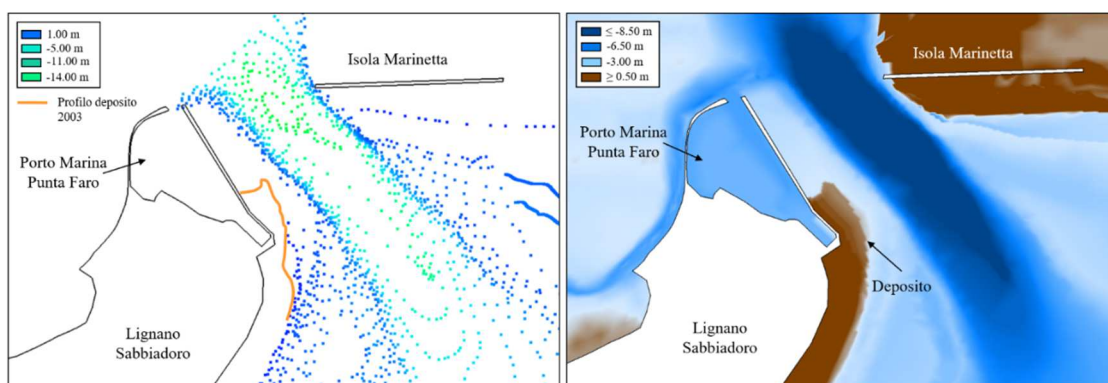 1.00 m
-5.00 m
-11.00 m
-14.00 m
Profilo deposito
2003
Isola Marinetta
Porto Marina
Punta Faro
Lignano
Sabbiadoro
≤ -8.50 m
-6.50 m
-3.00 m
≥ 0.50 m
Isola Marinetta
Porto Marina
Punta Faro
Deposito
Lignano
Sabbiadoro